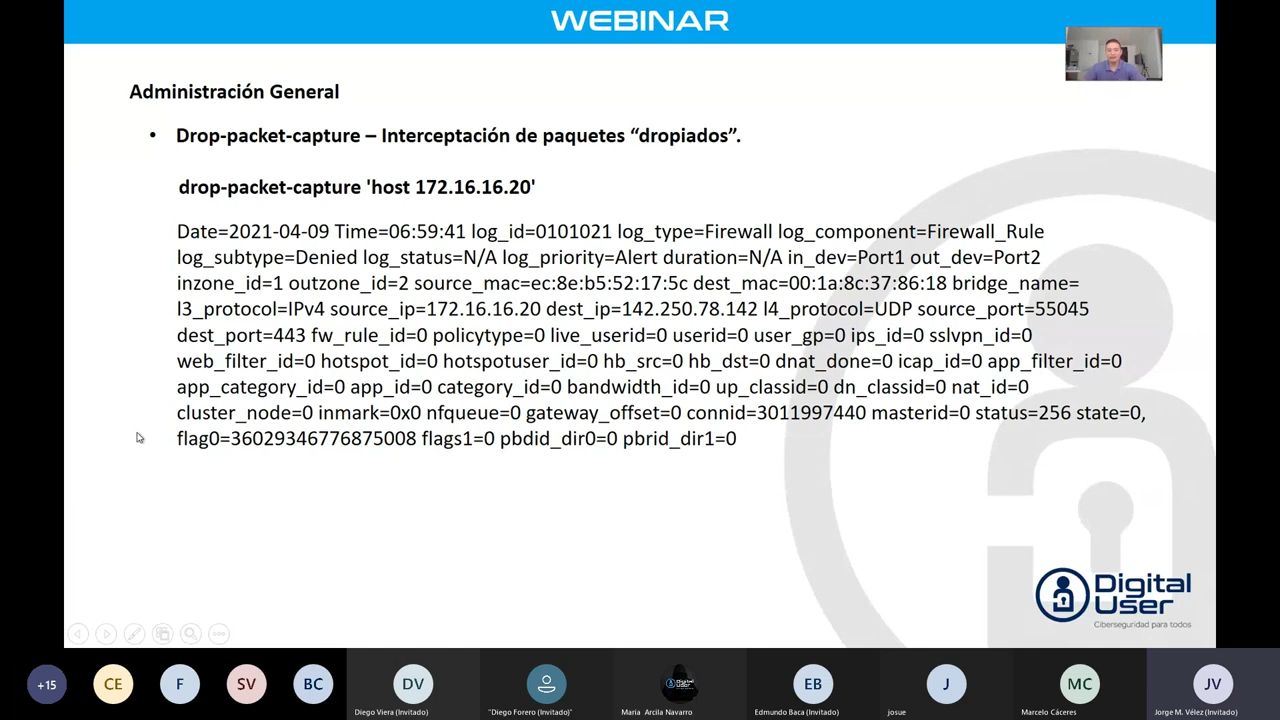 WEBINAR
Administración General
• Drop-packet-capture – Interceptación de paquetes “dropiados”.
drop-packet-capture 'host 172.16.16.20'
Date=2021-04-09 Time=06:59:41 log_id=0101021 log_type=Firewall log_component=Firewall_Rule
log_subtype=Denied log_status=N/A log_priority=Alert duration=N/A in_dev=Port1 out_dev=Port2
inzone_id=1 outzone_id=2 source_mac=ec:8e:b5:52:17:5c dest_mac=00:1a:8c:37:86:18 bridge_name=
l3_protocol=IPv4 source_ip=172.16.16.20 dest_ip=142.250.78.142 l4_protocol=UDP source_port=55045
dest_port=443 fw_rule_id=0 policytype=0 live_userid=0 userid=0 user_gp=0 ips_id=0 sslvpn_id=0
web_filter_id=0 hotspot_id=0 hotspotuser_id=0 hb_src=0 hb_dst=0 dnat_done=0 icap_id=0 app_filter_id=0
app_category_id=0 app_id=0 category_id=0 bandwidth_id=0 up_classid=0 dn_classid=0 nat_id=0
cluster_node=0 inmark=0x0 nfqueue=0 gateway_offset=0 connid=3011997440 masterid=0 status=256 state=0,
flag0=36029346776875008 flags1=0 pbdid_dir0=0 pbrid_dir1=0
Digital
User
Ciberseguridad para todos
+15
CE
F
SV
BC
DV
EB
J
MC
JV
Diego Viera (Invitado)
"Diego Forero (Invitado)"
Maria Arcila Navarro
Edmundo Baca (Invitado)
josue
Marcelo Cáceres
Jorge M. Vélez (Invitado)